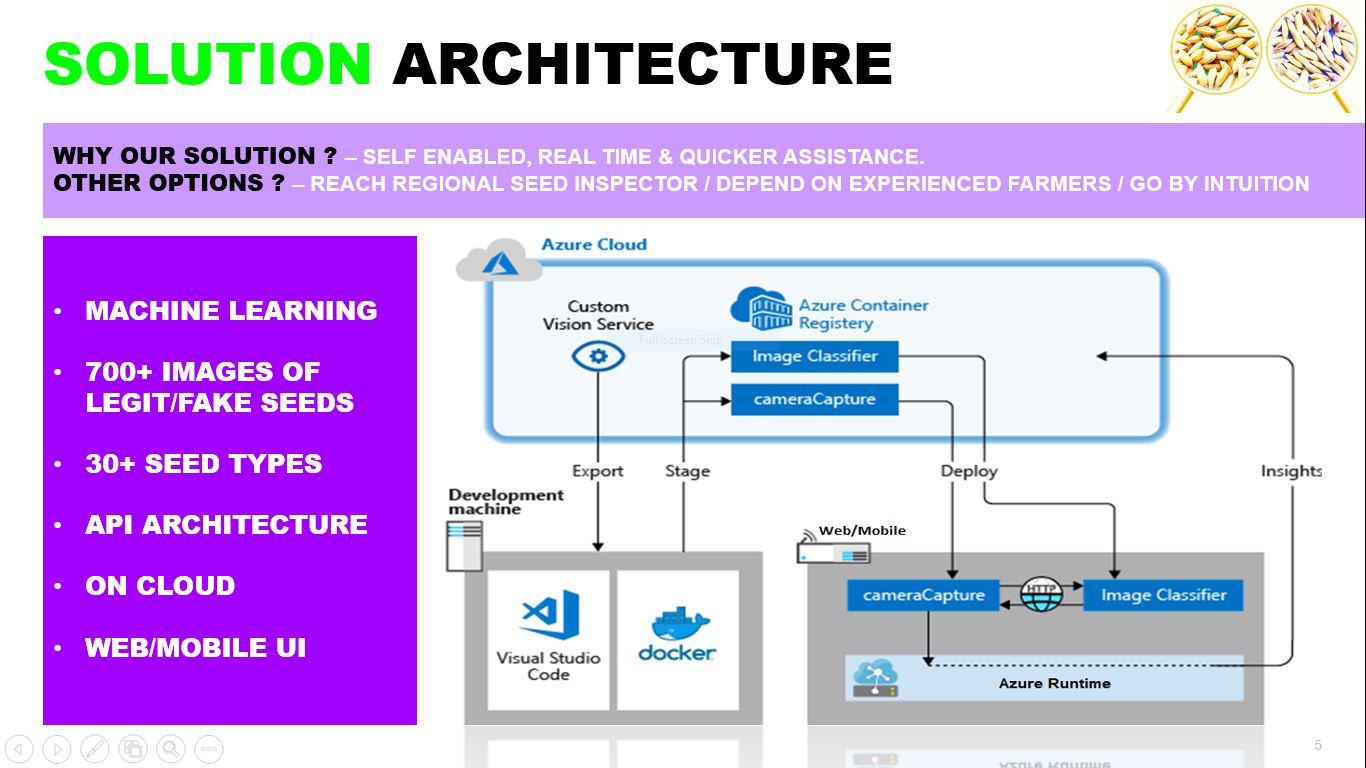 SOLUTION ARCHITECTURE
WHY OUR SOLUTION ? – SELF ENABLED, REAL TIME & QUICKER ASSISTANCE.
OTHER OPTIONS ? – REACH REGIONAL SEED INSPECTOR / DEPEND ON EXPERIENCED FARMERS / GO BY INTUITION
• MACHINE LEARNING
• 700+ IMAGES OF
LEGIT/FAKE SEEDS
• 30+ SEED TYPES
• API ARCHITECTURE
• ON CLOUD
• WEB/MOBILE UI
Azure Cloud
Custom
Vision Service
Azure Container
Registery
Full-screen Snip
Image Classifier
cameraCapture
Export
Stage
Deploy
Insights
Development
machine
Visual Studio
Code
docker
Web/Mobile
cameraCapture
HTTP
Image Classifier
Azure Runtime
Azure Runtime
5